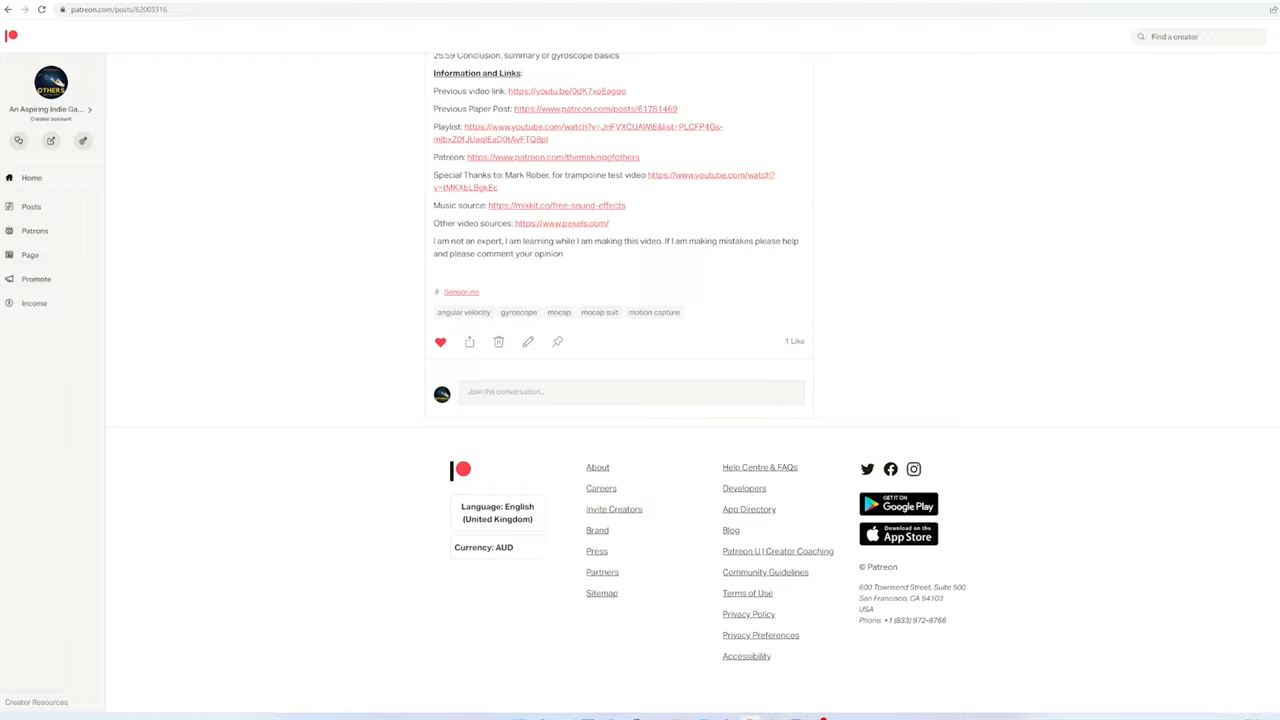 patreon.com/posts/62003316
Find a creator
OTHERS
An Aspiring Indie Ga...
Creator account
Home
Posts
Patrons
Page
Promote
Income
Creator Resources
25:59 Conclusion, summary of gyroscope basics
Information and Links:
Previous video link: https://youtu.be/0dK7xoEagoo
Previous Paper Post: https://www.patreon.com/posts/61781469
Playlist: https://www.youtube.com/watch?v=JnFVXCUAWIE&list=PLCFP4Gs-
mlbxZ0fJUaqlEaD0tAvFTQ8pl
Patreon: https://www.patreon.com/themakingofothers
Special Thanks to: Mark Rober, for trampoline test video https://www.youtube.com/watch?
v=tMKXbLBgkEc
Music source: https://mixkit.co/free-sound-effects
Other video sources: https://www.pexels.com/
I am not an expert, I am learning while I am making this video. If I am making mistakes please help
and please comment your opinion
# Sensor.ino
angular velocity gyroscope mocap mocap suit motion capture
1 Like
Join the conversation...
Language: English
(United Kingdom)
Currency: AUD
About
Careers
Invite Creators
Brand
Press
Partners
Sitemap
Help Centre & FAQs
Developers
App Directory
Blog
Patreon U | Creator Coaching
Community Guidelines
Terms of Use
Privacy Policy
Privacy Preferences
Accessibility
GET IT ON
Google Play
Download on the
App Store
© Patreon
600 Townsend Street, Suite 500
San Francisco, CA 94103
USA
Phone: +1 (833) 972-8766